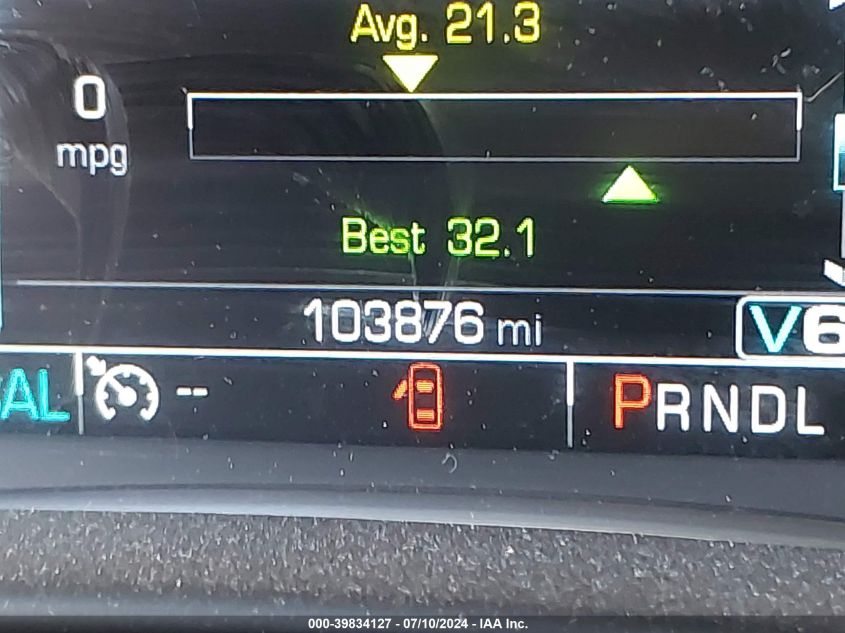 Avg. 21.3
0
mpg
Best 32.1
103876 mi
V6
AL -- PRNDL
000-39834127 - 07/10/2024 - IAA Inc.